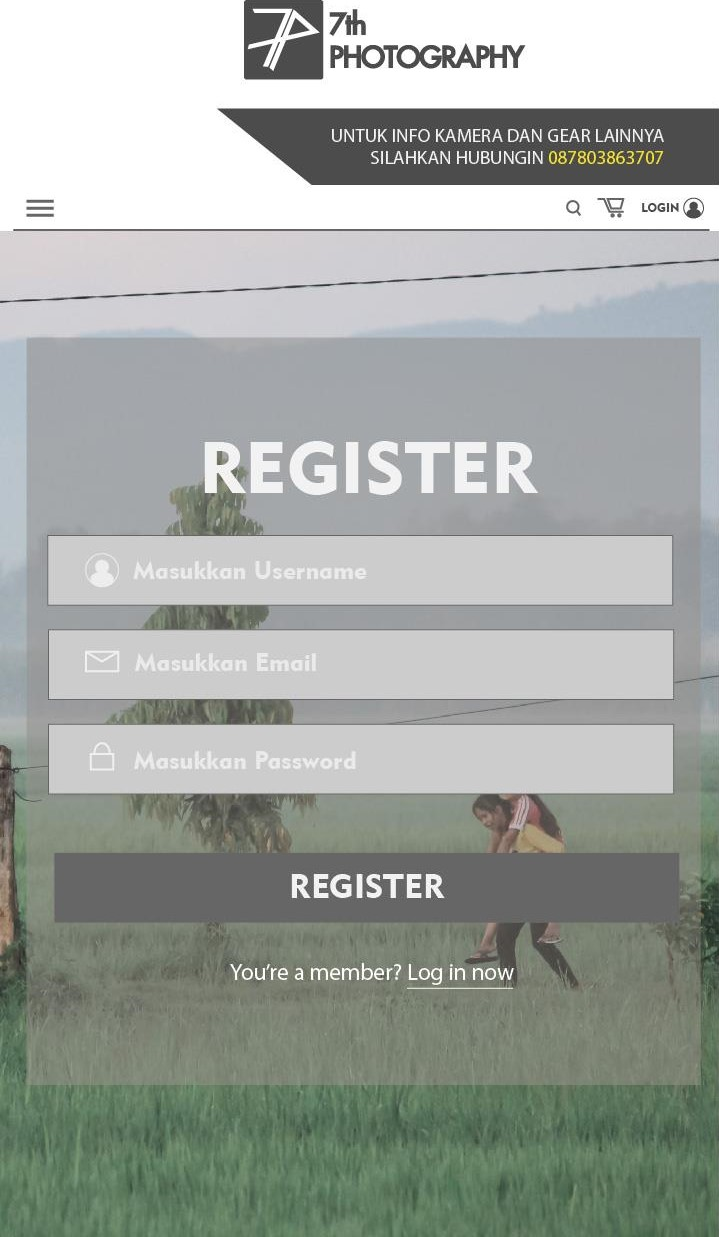 7th
PHOTOGRAPHY
UNTUK INFO KAMERA DAN GEAR LAINNYA
SILAHKAN HUBUNGIN 087803863707
LOGIN
REGISTER
Masukkan Username
Masukkan Email
Masukkan Password
REGISTER
You're a member? Log in now